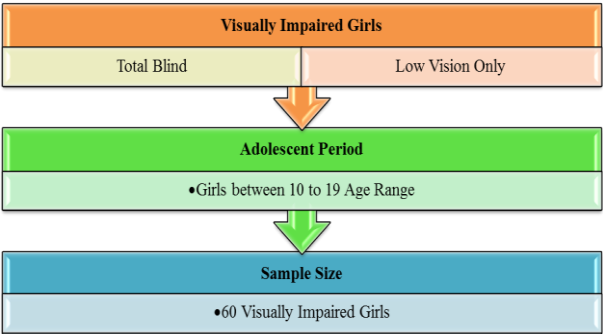 Visually Impaired Girls
Total Blind
Low Vision Only
Adolescent Period
•Girls between 10 to 19 Age Range
Sample Size
•60 Visually Impaired Girls